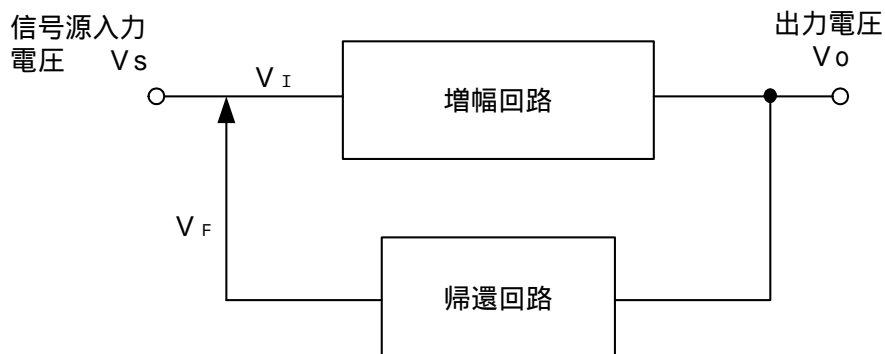 信号源入力
電圧 Vs
出力電圧
Vo
VI
増幅回路
VF
帰還回路